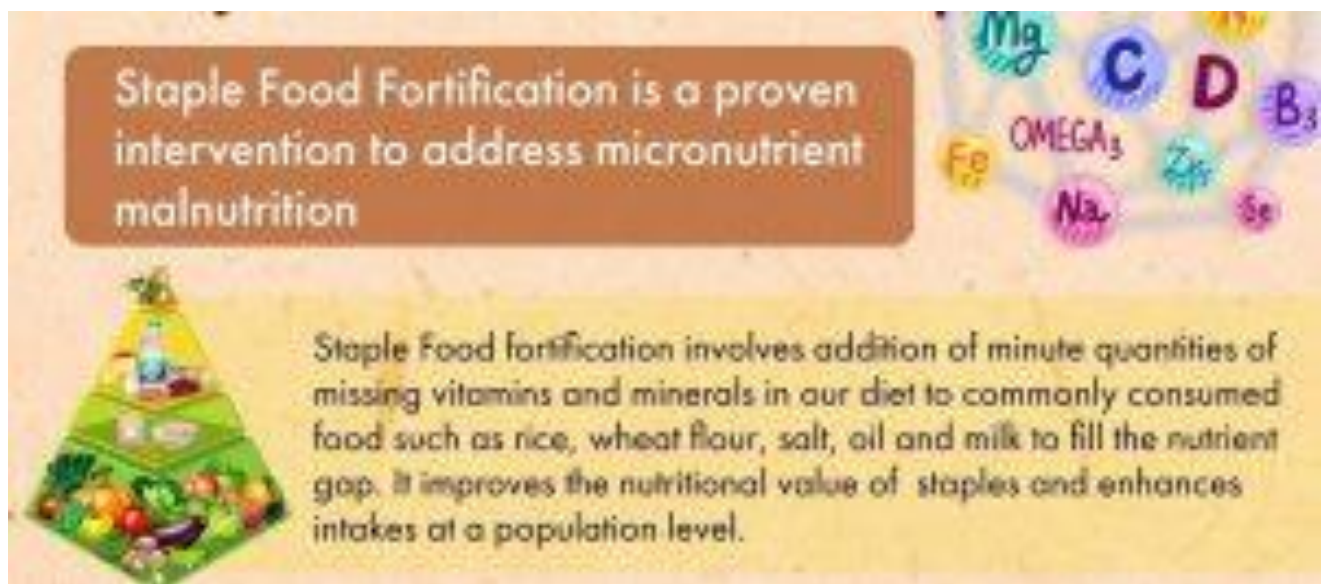 Staple Food Fortification is a proven
intervention to address micronutrient
malnutrition
Mg
C
D
B3
Fe
OMEGA3
Zn
Na
Se
Staple Food fortification involves addition of minute quantities of
missing vitamins and minerals in our diet to commonly consumed
food such as rice, wheat flour, salt, oil and milk to fill the nutrient
gap. It improves the nutritional value of staples and enhances
intakes at a population level.